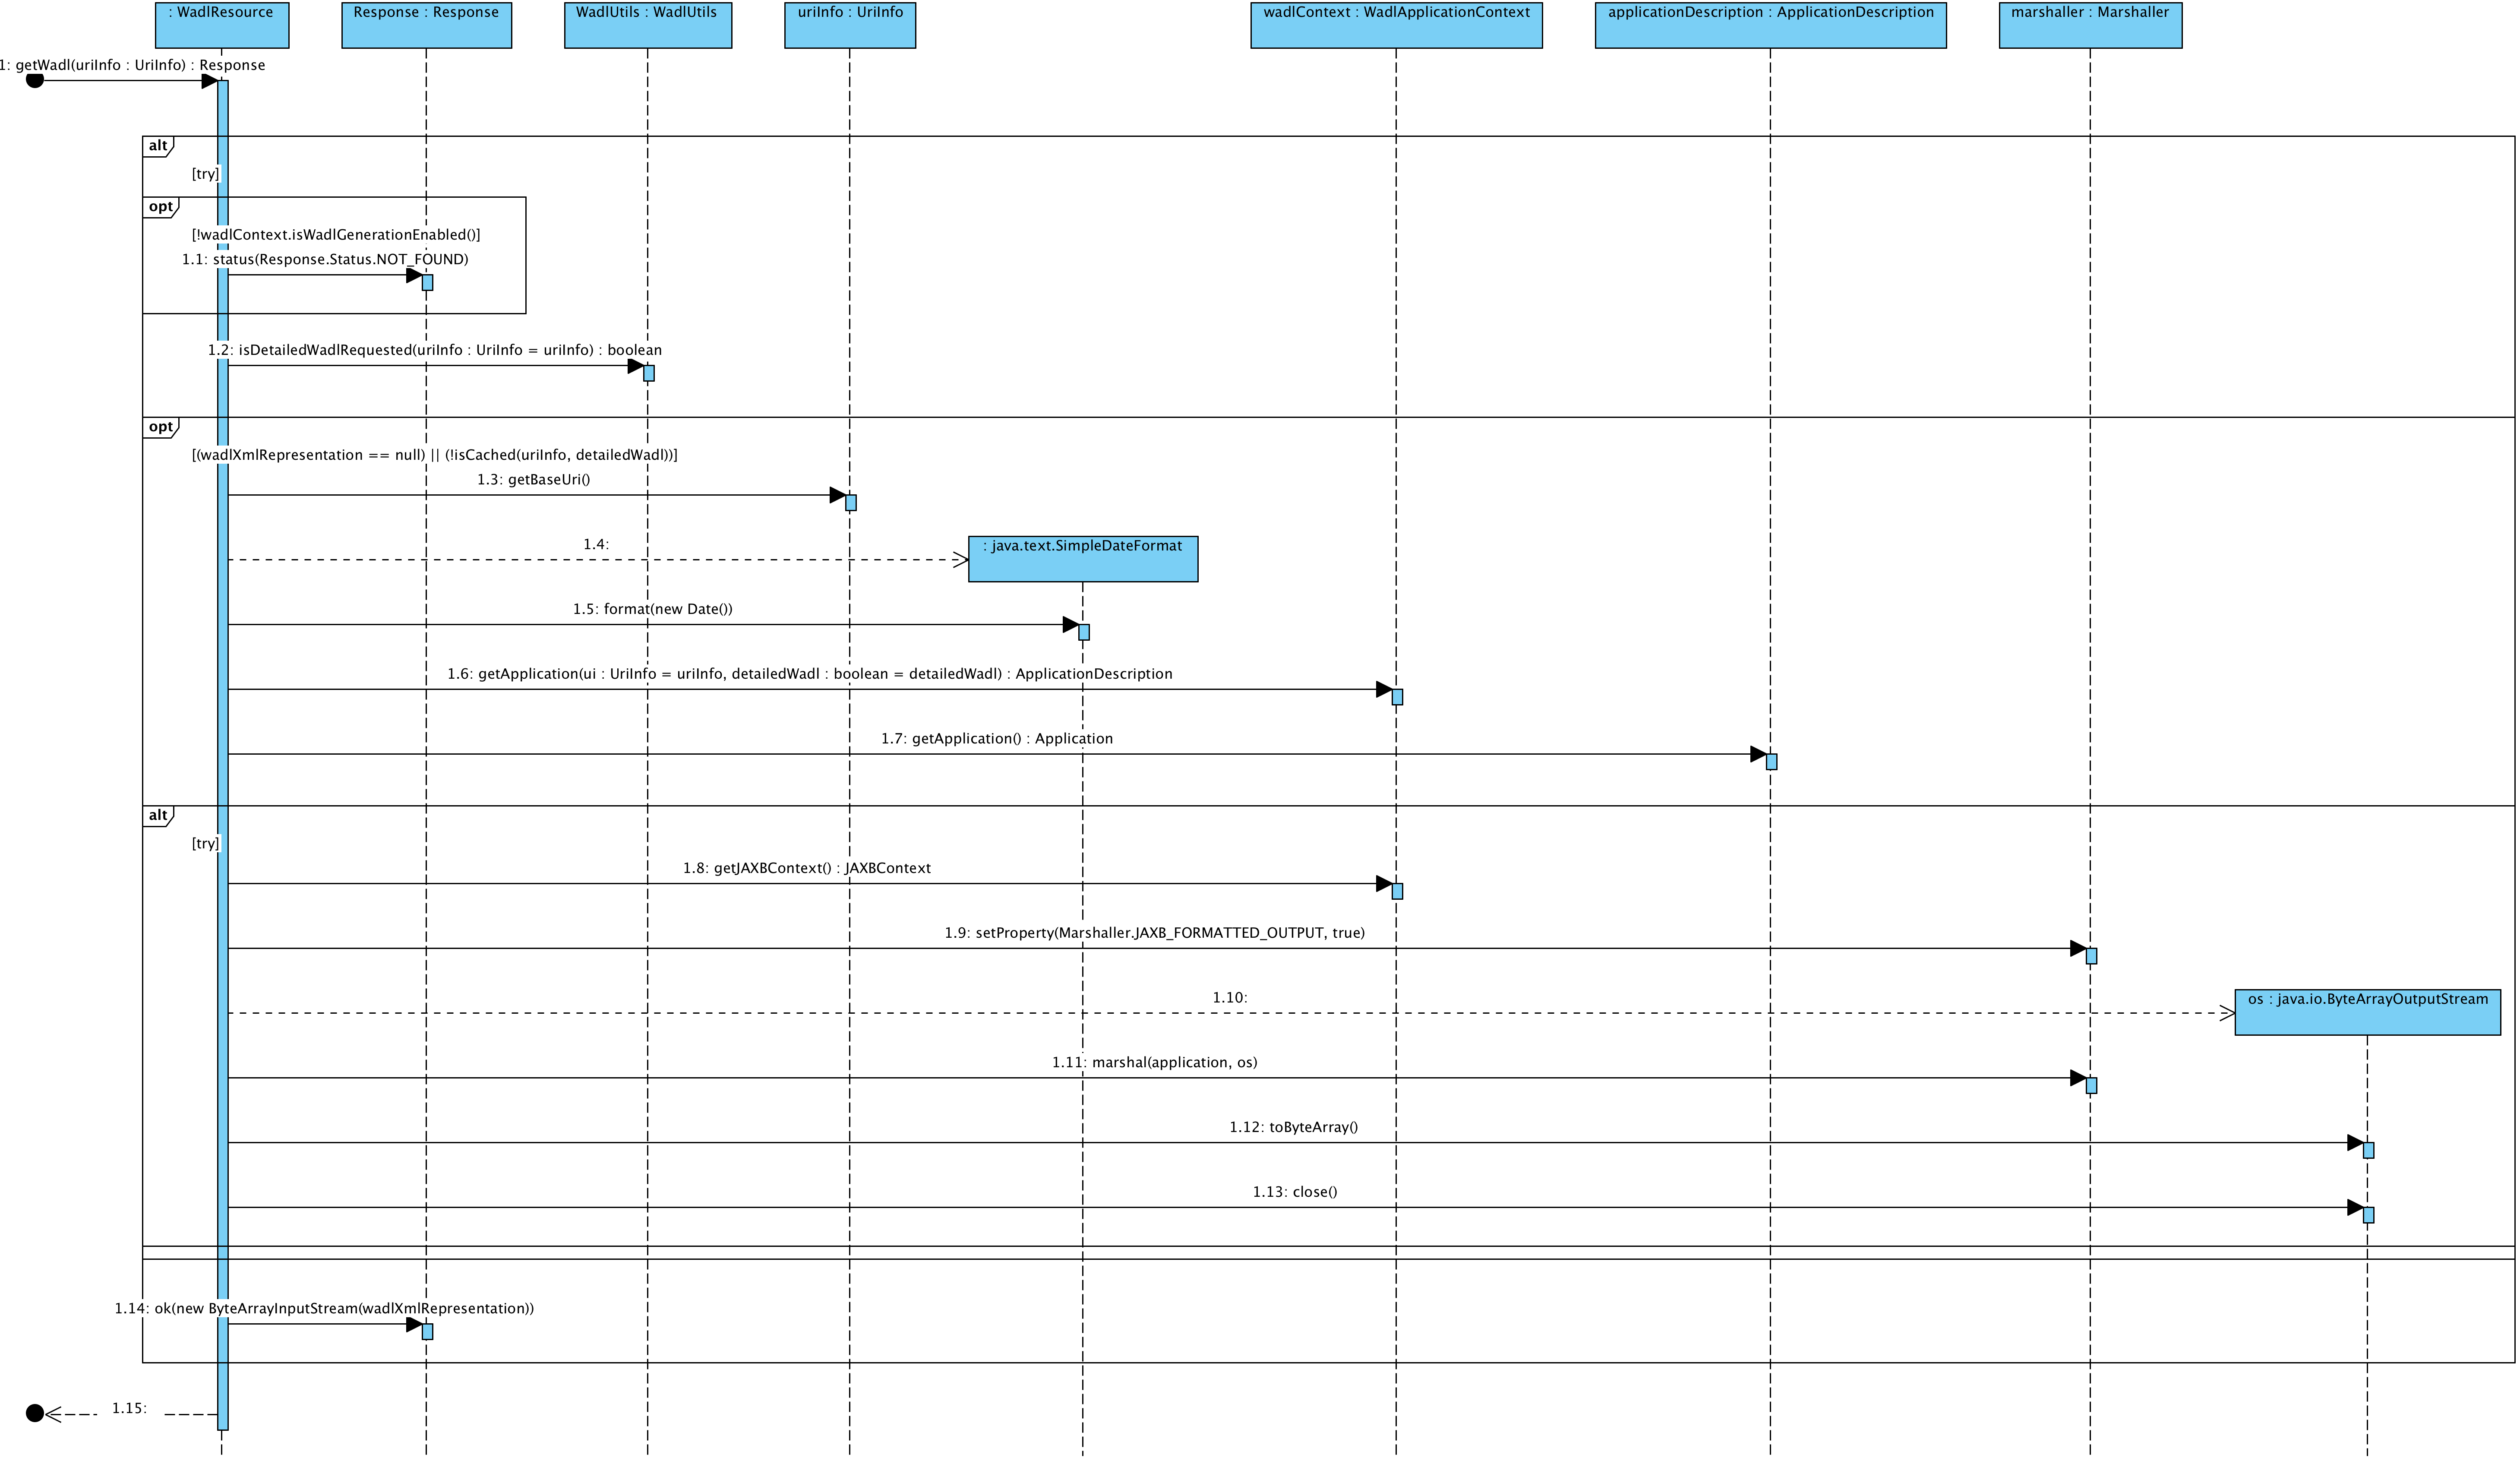 : WadlResource
Response : Response
WadlUtils : WadlUtils
uriInfo : UriInfo
wadlContext : WadlApplicationContext
applicationDescription : ApplicationDescription
marshaller : Marshaller
1: getWadl(uriInfo : UriInfo) : Response
alt
[try]
opt
[!wadlContext.isWadlGenerationEnabled()]
1.1: status(Response.Status.NOT_FOUND)
1.2: isDetailedWadlRequested(uriInfo : UriInfo = uriInfo) : boolean
opt
[(wadlXmlRepresentation == null) || (!isCached(uriInfo, detailedWadl))]
1.3: getBaseUri()
1.4:
: java.text.SimpleDateFormat
1.5: format(new Date())
1.6: getApplication(ui : UriInfo = uriInfo, detailedWadl : boolean = detailedWadl) : ApplicationDescription
1.7: getApplication() : Application
alt
[try]
1.8: getJAXBContext() : JAXBContext
1.9: setProperty(Marshaller.JAXB_FORMATTED_OUTPUT, true)
1.10:
os : java.io.ByteArrayOutputStream
1.11: marshal(application, os)
1.12: toByteArray()
1.13: close()
1.14: ok(new ByteArrayInputStream(wadlXmlRepresentation))
1.15: